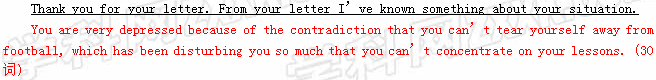 Thank you for your letter. From your letter I've known something about your situation.
You are very depressed because of the contradiction that you can't tear yourself away from
football, which has been disturbing you so much that you can't concentrate on your lessons. (30
词)